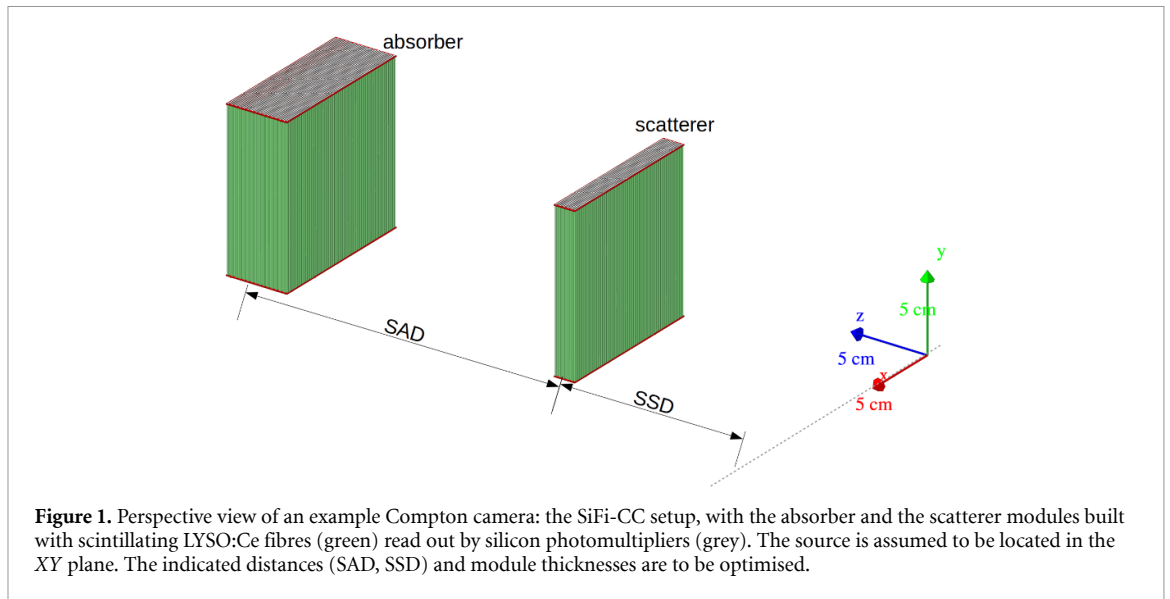 absorber
scatterer
y
5 cm
z
5 cm
x
5 cm
SAD
SSD
Figure 1. Perspective view of an example Compton camera: the SiFi-CC setup, with the absorber and the scatterer modules built
with scintillating LYSO:Ce fibres (green) read out by silicon photomultipliers (grey). The source is assumed to be located in the
XY plane. The indicated distances (SAD, SSD) and module thicknesses are to be optimised.